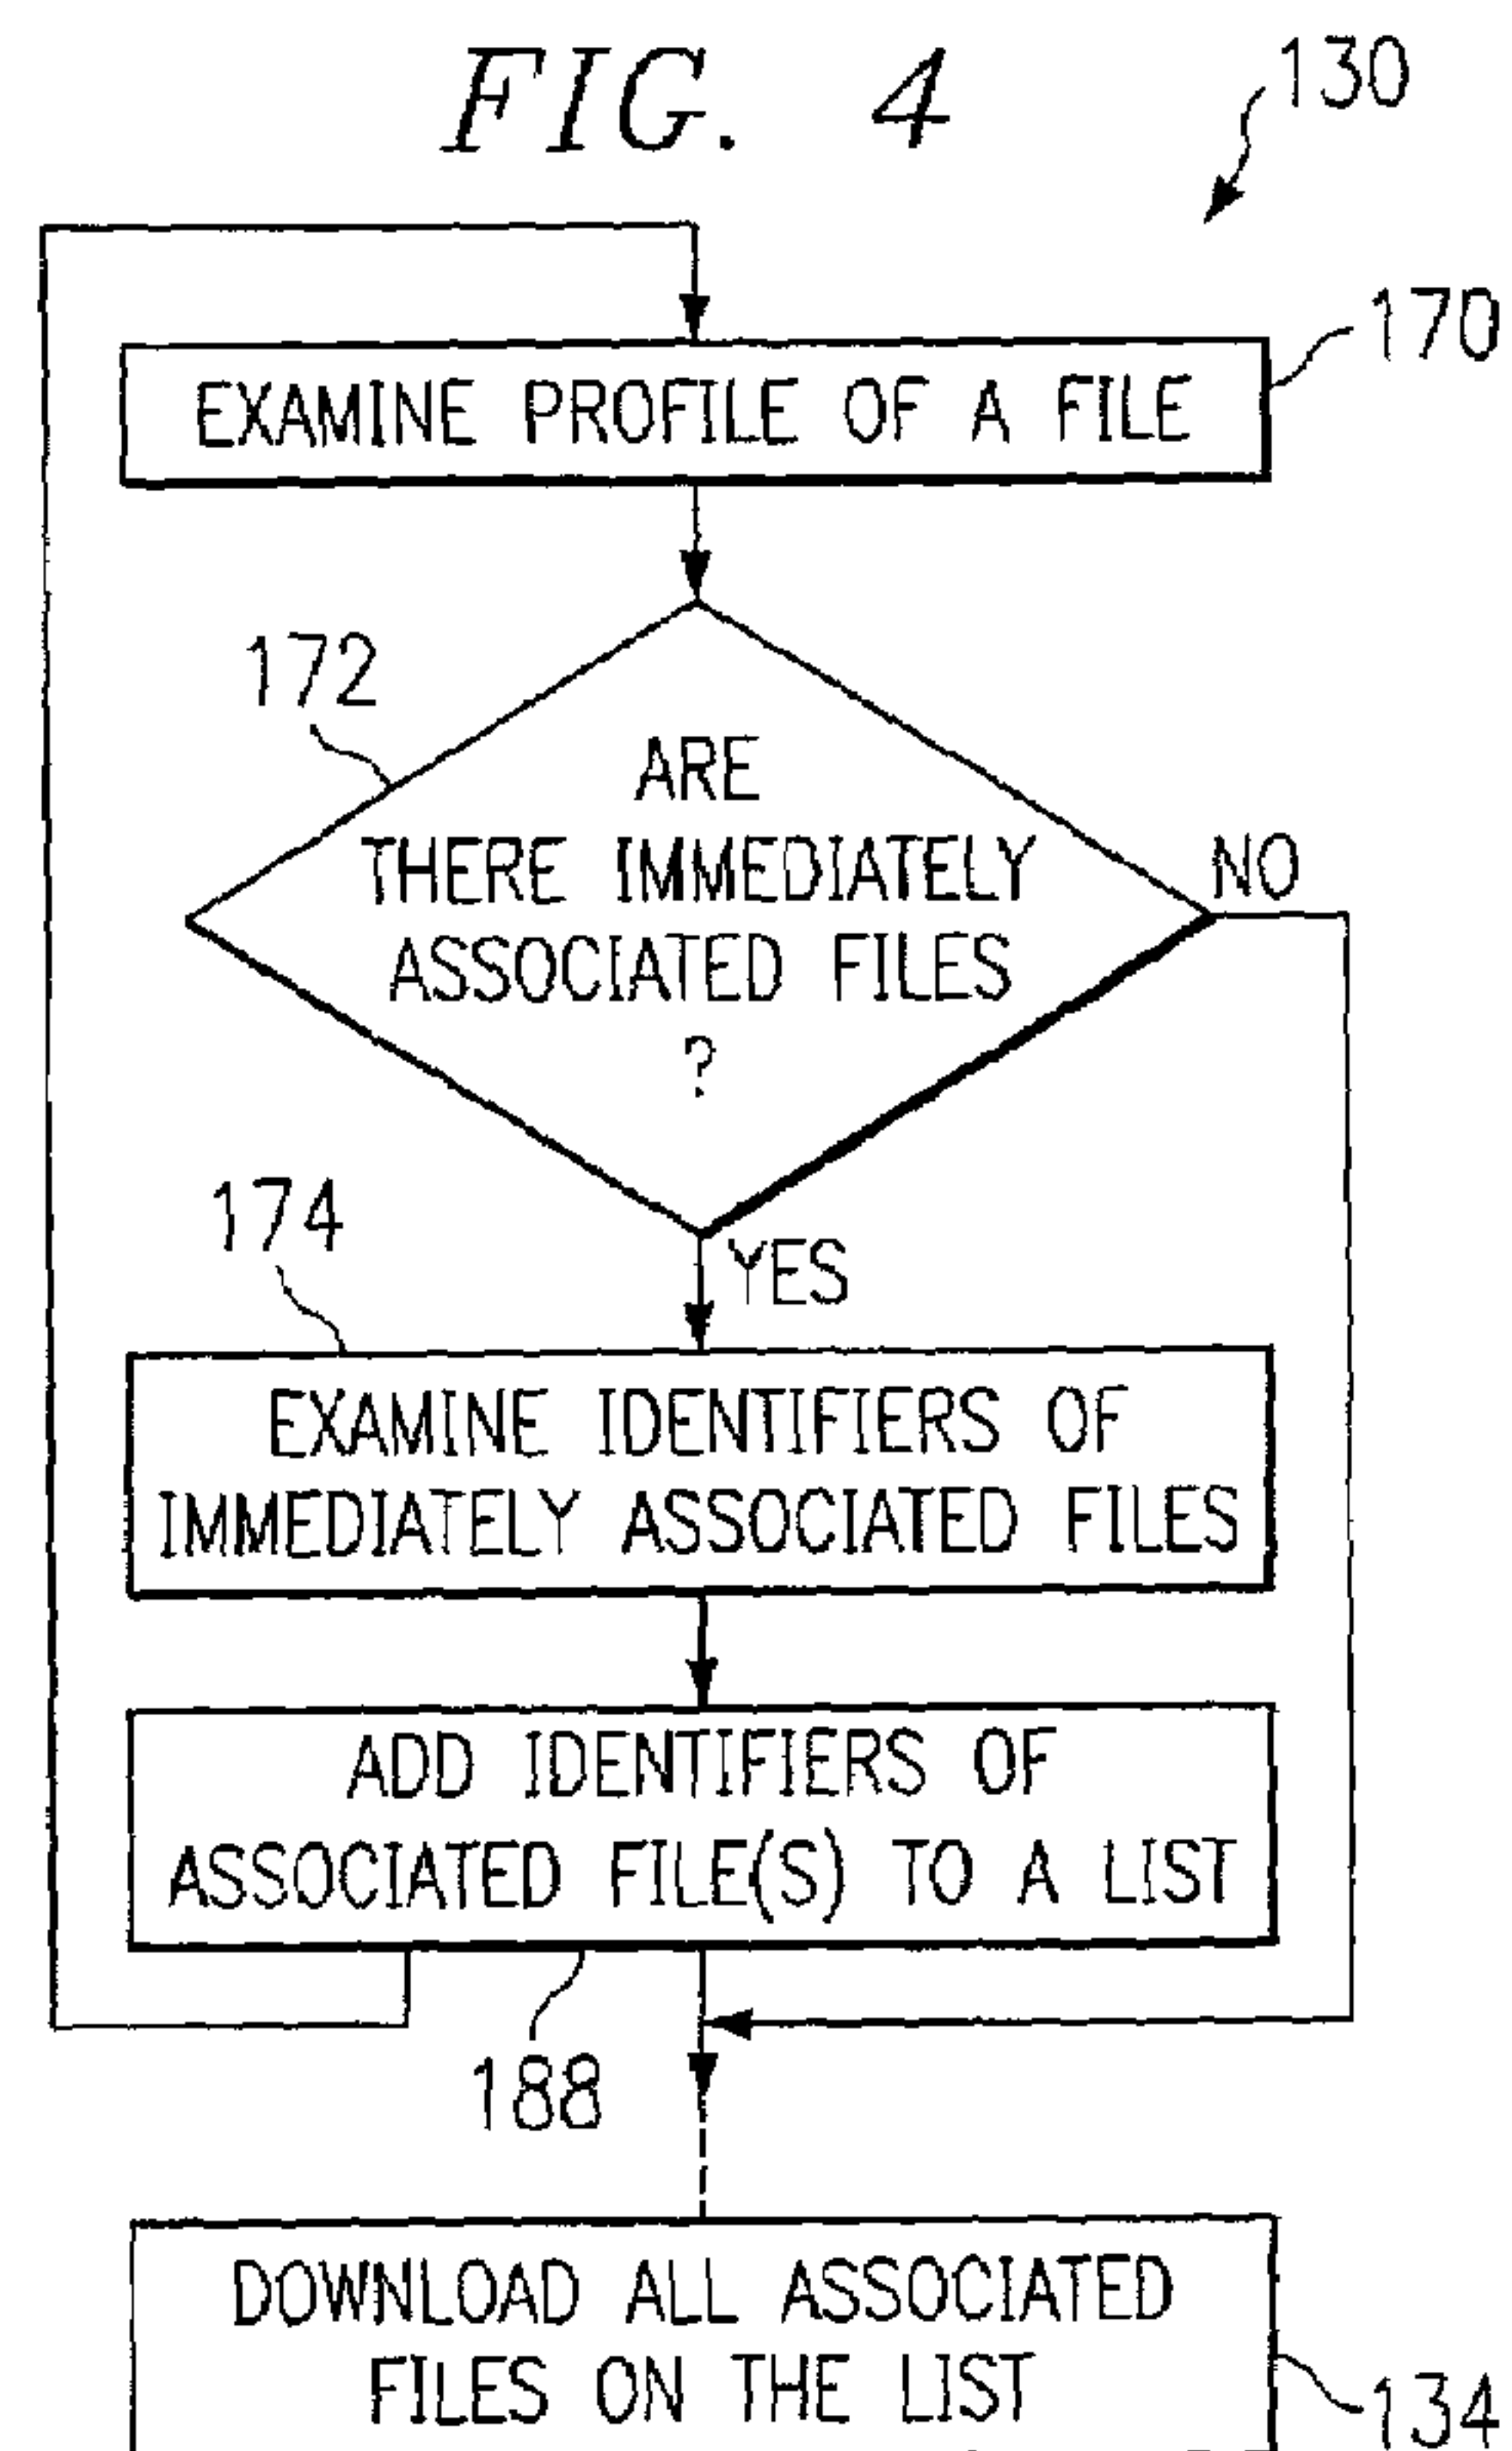 FIG. 4
130
EXAMINE PROFILE OF A FILE
170
172
ARE
THERE IMMEDIATELY
ASSOCIATED FILES
?
NO
174
YES
EXAMINE IDENTIFIERS OF
IMMEDIATELY ASSOCIATED FILES
ADD IDENTIFIERS OF
ASSOCIATED FILE(S) TO A LIST
188
DOWNLOAD ALL ASSOCIATED
FILES ON THE LIST
134